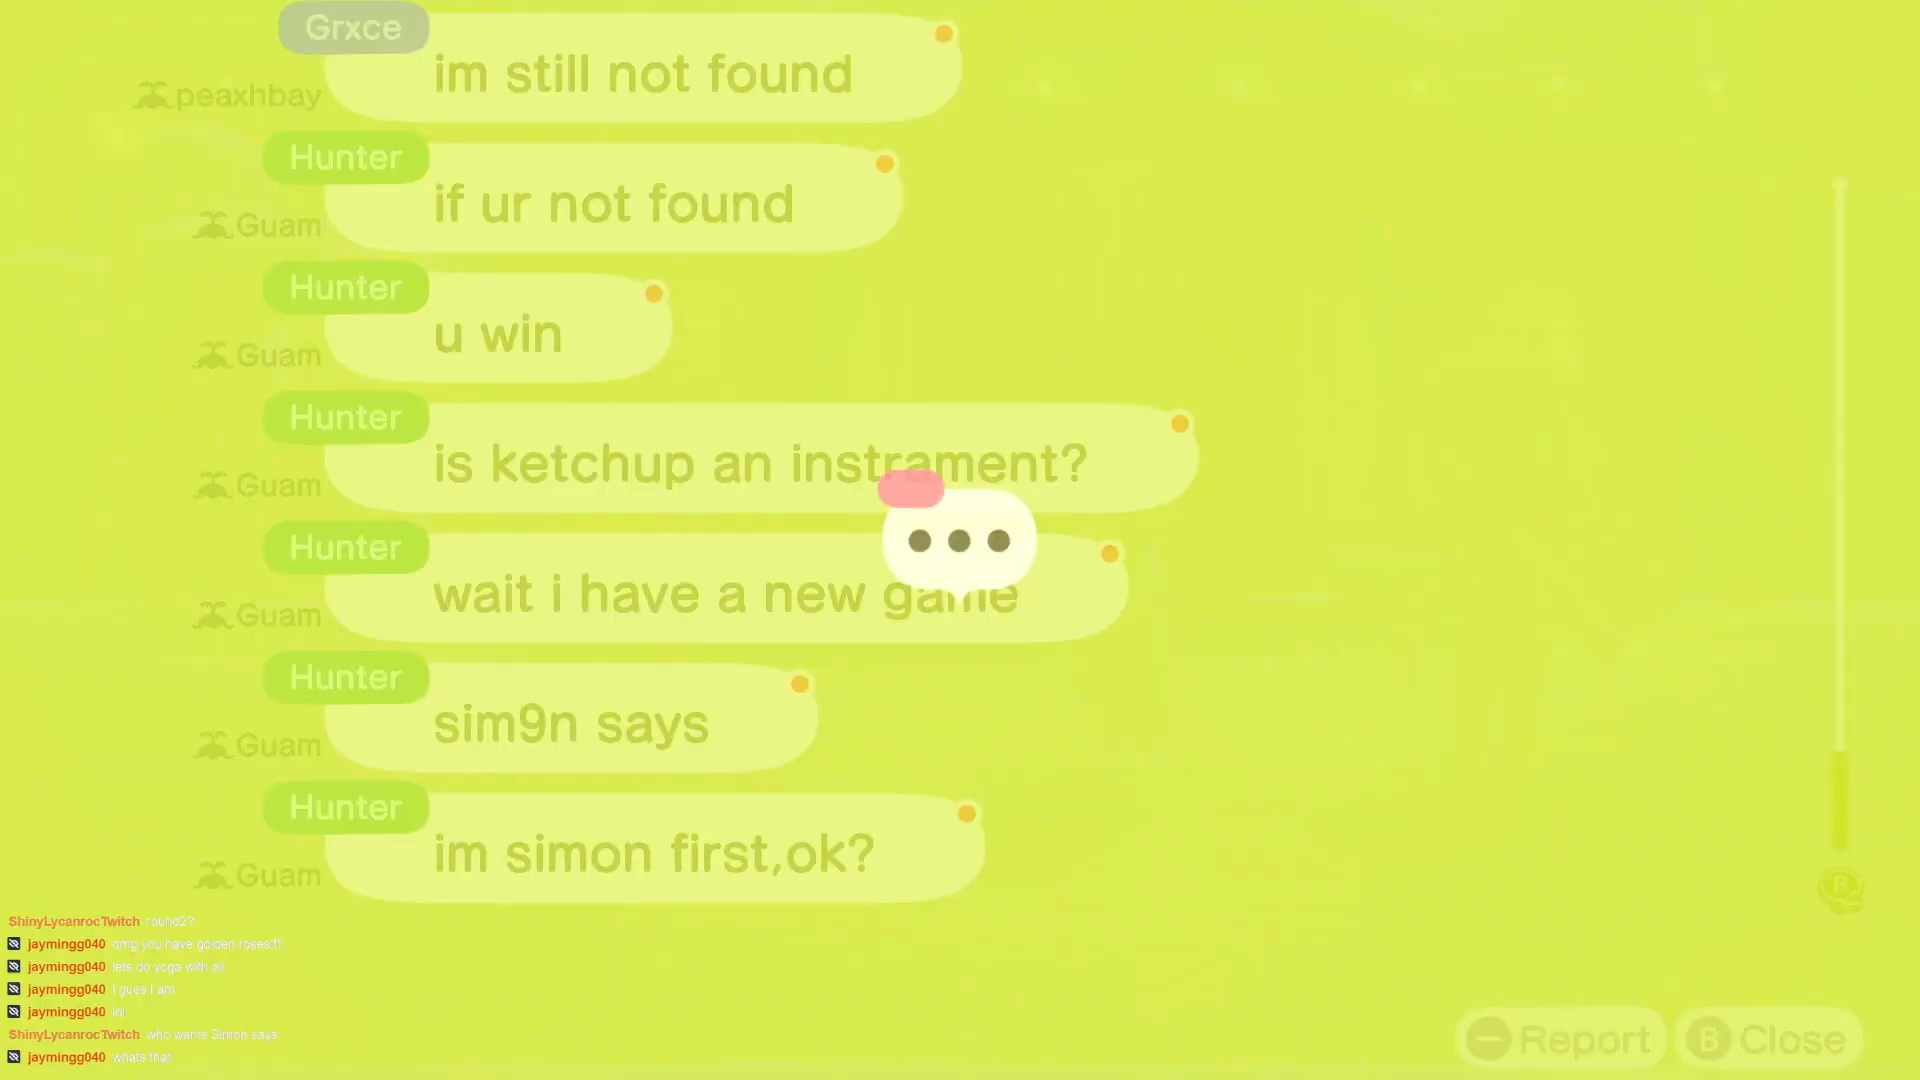 Grxce
im still not found
peaxhbay
Hunter
if ur not found
Guam
Hunter
u win
Guam
Hunter
is ketchup an instrament?
Guam
Hunter
wait i have a new game
Guam
Hunter
sim9n says
Guam
Hunter
im simon first,ok?
Guam
ShinyLycanrocTwitch round2?
jaymingg040 omg you have golden roses!!!
jaymingg040 lets do yoga with all
jaymingg040 I gues I am
jaymingg040 lol
ShinyLycanrocTwitch who wants Simon says
jaymingg040 whats that
R
Report
B Close